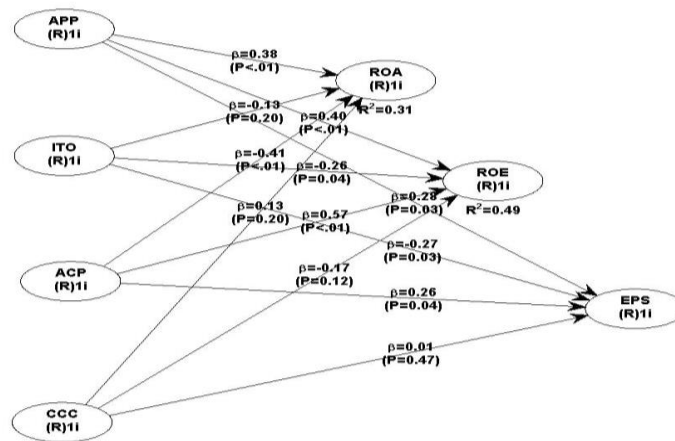 APP
(R)1i
β=0.38
(P<.01)
ROA
(R)1i
R²=0.31
β=-0.13
(P=0.20)
β=0.40
(P<.01)
ITO
(R)1i
β=-0.41
(P<.01)
β=-0.26
(P=0.04)
ROE
(R)1i
R²=0.49
β=0.28
(P=0.03)
β=0.13
(P=0.20)
β=0.57
(P<.01)
β=-0.27
(P=0.03)
ACP
(R)1i
β=-0.17
(P=0.12)
β=0.26
(P=0.04)
EPS
(R)1i
β=0.01
(P=0.47)
CCC
(R)1i